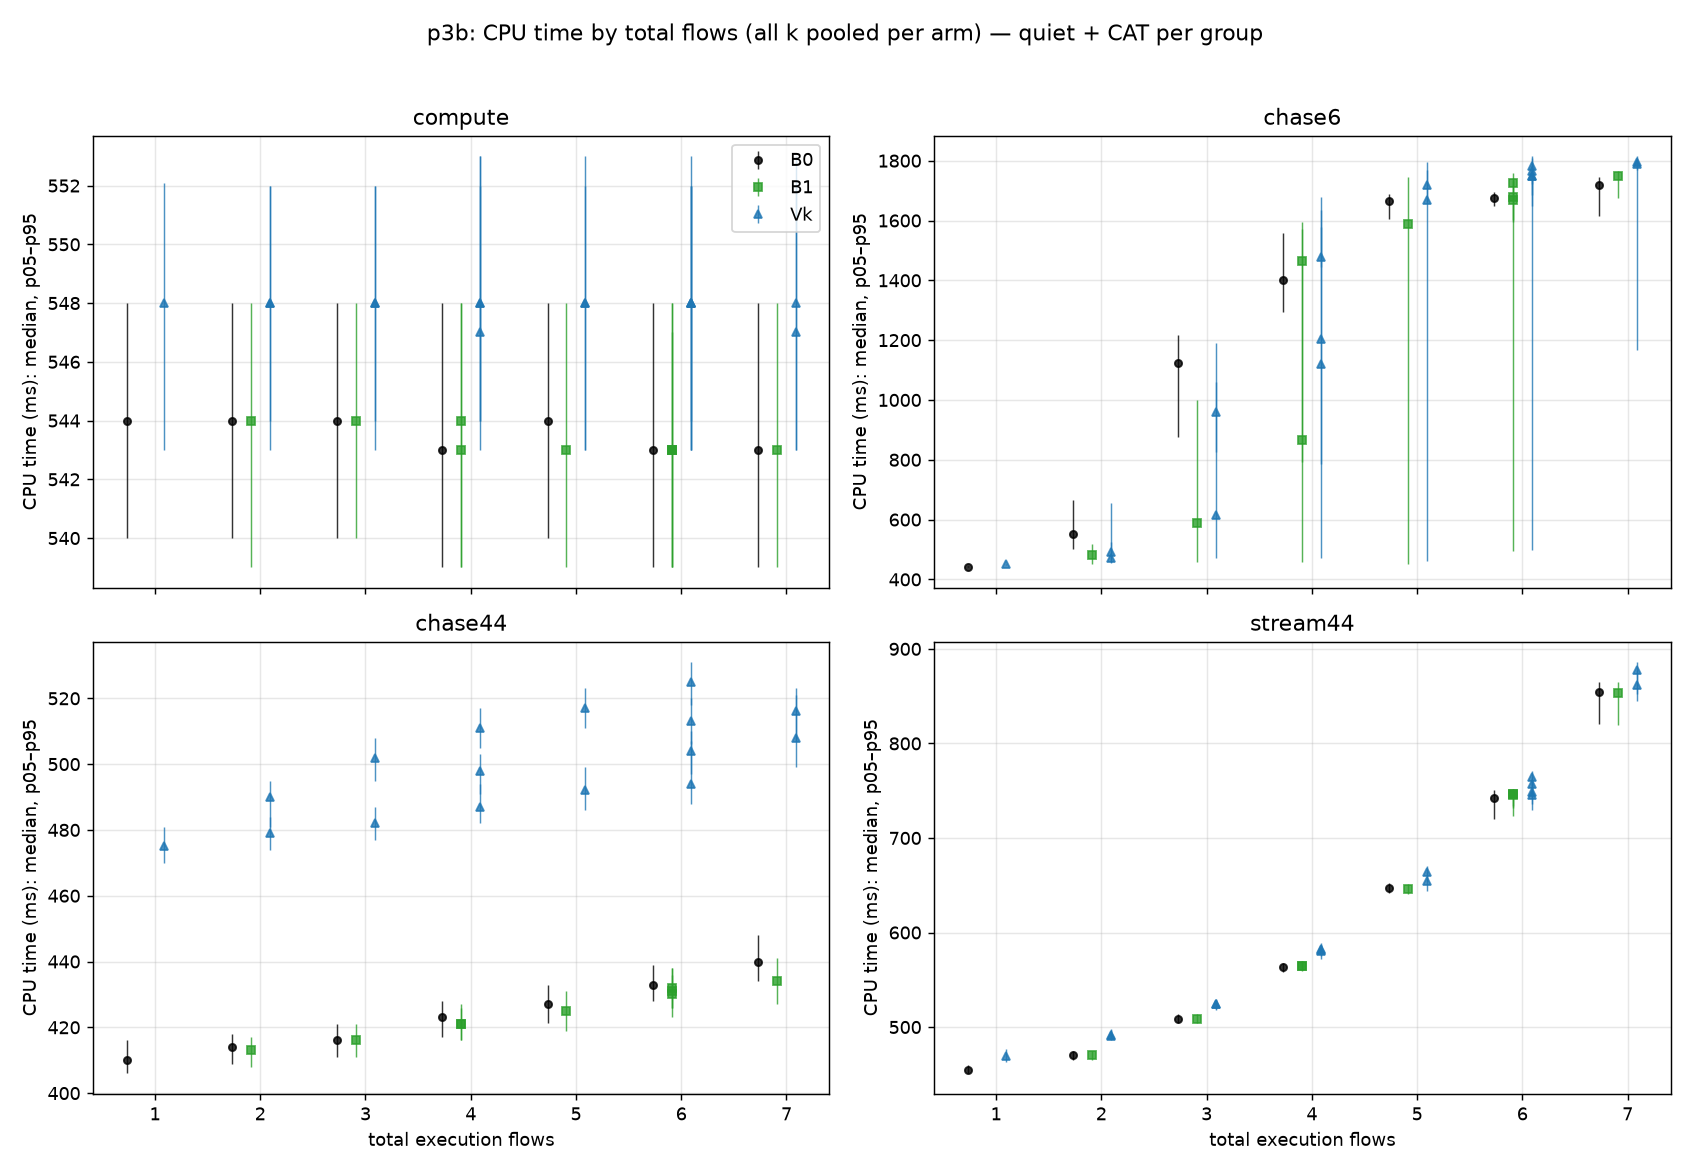 p3b: CPU time by total flows (all k pooled per arm) — quiet + CAT per group
compute
CPU time (ms): median, p05–p95
552
550
548
546
544
542
540
B0
B1
Vk
chase6
CPU time (ms): median, p05–p95
1800
1600
1400
1200
1000
800
600
400
chase44
CPU time (ms): median, p05–p95
520
500
480
460
440
420
400
1 2 3 4 5 6 7
total execution flows
stream44
CPU time (ms): median, p05–p95
900
800
700
600
500
1 2 3 4 5 6 7
total execution flows